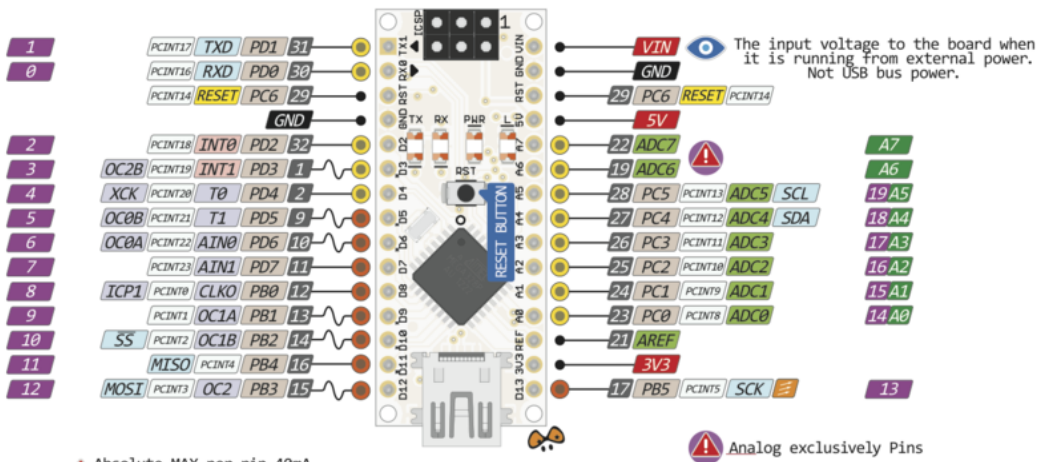 ICSP 1
1 PCINT17 TXD PD1 31 TX1 VIN VIN The input voltage to the board when
it is running from external power.
Not USB bus power.
0 PCINT16 RXD PD0 30 RX0 GND GND
PCINT14 RESET PC6 29 RST RST 29 PC6 RESET PCINT14
GND GND 5V 5V
TX RX PWR L
2 PCINT18 INT0 PD2 32 D2 A7 22 ADC7 A7
3 OC2B PCINT19 INT1 PD3 1 D3 A6 19 ADC6 A6
RST
4 XCK PCINT20 T0 PD4 2 D4 A5 28 PC5 PCINT13 ADC5 SCL 19 A5
5 OC0B PCINT21 T1 PD5 9 D5 A4 27 PC4 PCINT12 ADC4 SDA 18 A4
6 OC0A PCINT22 AIN0 PD6 10 D6 A3 26 PC3 PCINT11 ADC3 17 A3
RESET BUTTON
7 PCINT23 AIN1 PD7 11 D7 A2 25 PC2 PCINT10 ADC2 16 A2
8 ICP1 PCINT0 CLKO PB0 12 D8 A1 24 PC1 PCINT9 ADC1 15 A1
9 PCINT1 OC1A PB1 13 D9 A0 23 PC0 PCINT8 ADC0 14 A0
10 SS PCINT2 OC1B PB2 14 D10 REF 21 AREF
11 MISO PCINT4 PB4 16 D11 3V3 3V3
12 MOSI PCINT3 OC2 PB3 15 D12 D13 17 PB5 PCINT5 SCK 13
Analog exclusively Pins
* Absolute MAX per pin 40mA